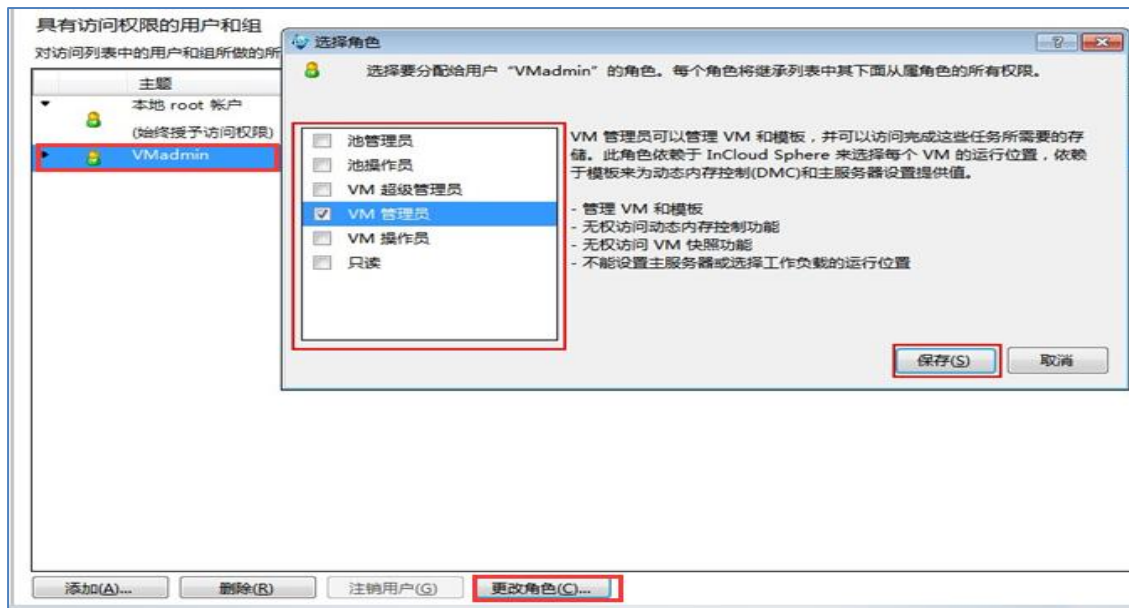 具有访问权限的用户和组
对访问列表中的用户和组所做的所
主题
本地 root 帐户
(始终授予访问权限)
VMadmin
选择角色
选择要分配给用户“VMadmin”的角色。每个角色将继承列表中其下面从属角色的所有权限。
池管理员
池操作员
VM 超级管理员
VM 管理员
VM 操作员
只读
VM 管理员可以管理 VM 和模板，并可以访问完成这些任务所需要的存
储。此角色依赖于 InCloud Sphere 来选择每个 VM 的运行位置，依赖
于模板来为动态内存控制(DMC)和主服务器设置提供值。
- 管理 VM 和模板
- 无权访问动态内存控制功能
- 无权访问 VM 快照功能
- 不能设置主服务器或选择工作负载的运行位置
保存(S)
取消
添加(A)...
删除(R)
注销用户(G)
更改角色(C)...